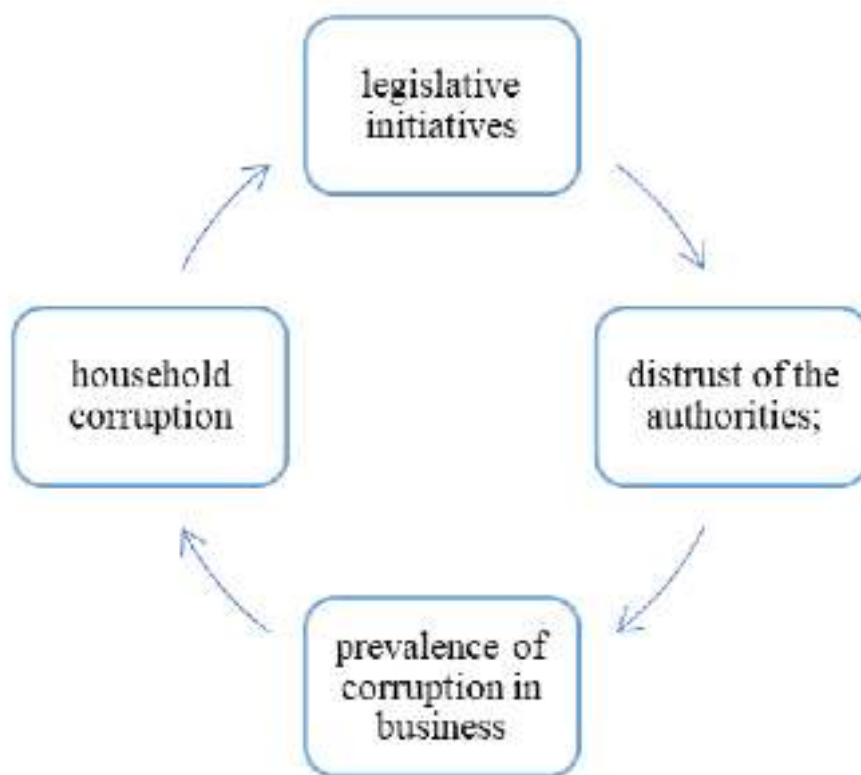 legislative
initiatives
distrust of the
authorities;
prevalence of
corruption in
business
household
corruption